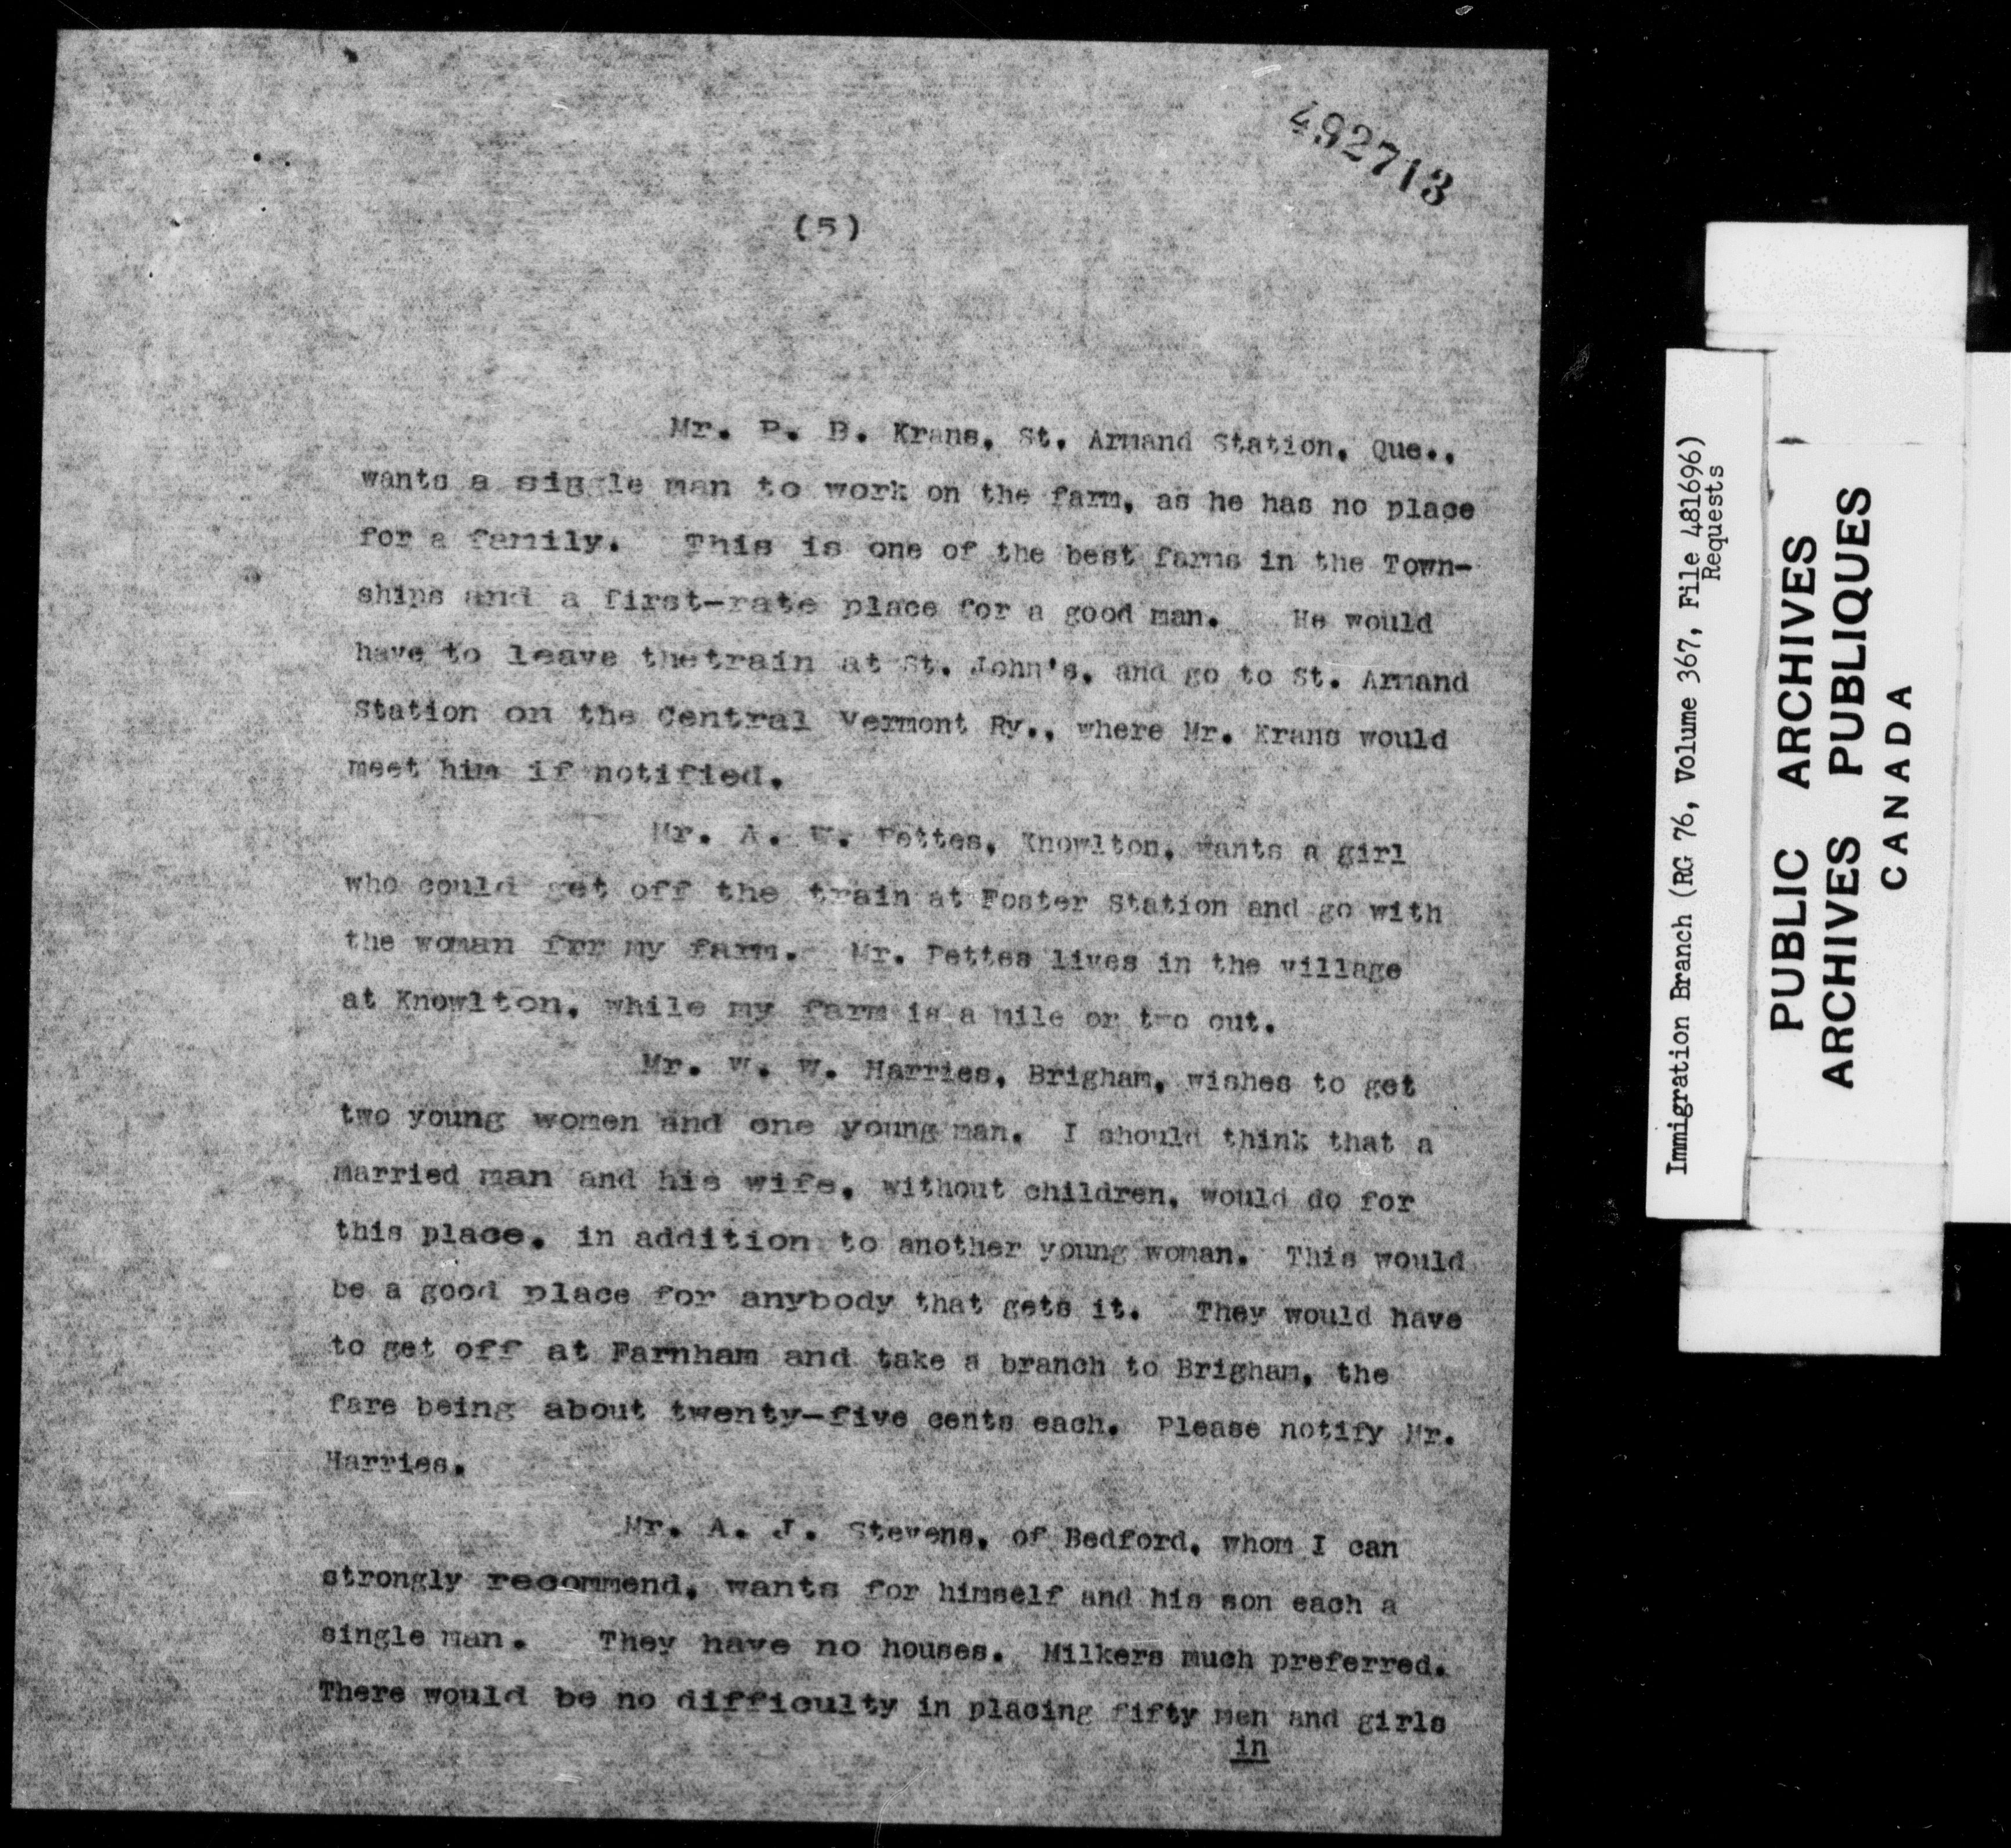 492713
(5)
Mr. P. B. Krans, St. Armand Station, Que.,
wants a siggle man to work on the farm, as he has no place
for a family. This is one of the best farms in the Town-
ships and a first-rate place for a good man. He would
have to leave thetrain at St. John's, and go to St. Armand
Station on the Central Vermont Ry., where Mr. Krans would
meet him if notified.
Mr. A. W. Pettes, Knowlton, wants a girl
who could get off the train at Foster Station and go with
the woman frr my farm. Mr. Pettes lives in the village
at Knowlton, while my farm is a mile or two out.
Mr. W. W. Harries, Brigham, wishes to get
two young women and one young man. I should think that a
married man and his wife, without children, would do for
this place, in addition to another young woman. This would
be a good place for anybody that gets it. They would have
to get off at Farnham and take a branch to Brigham, the
fare being about twenty-five cents each. Please notify Mr.
Harries.
Mr. A. J. Stevens, of Bedford, whom I can
strongly recommend, wants for himself and his son each a
single man. They have no houses. Milkers much preferred.
There would be no difficulty in placing fifty men and girls
in
Immigration Branch (RG 76, Volume 367, File 481696)
Requests
PUBLIC ARCHIVES
ARCHIVES PUBLIQUES
CANADA